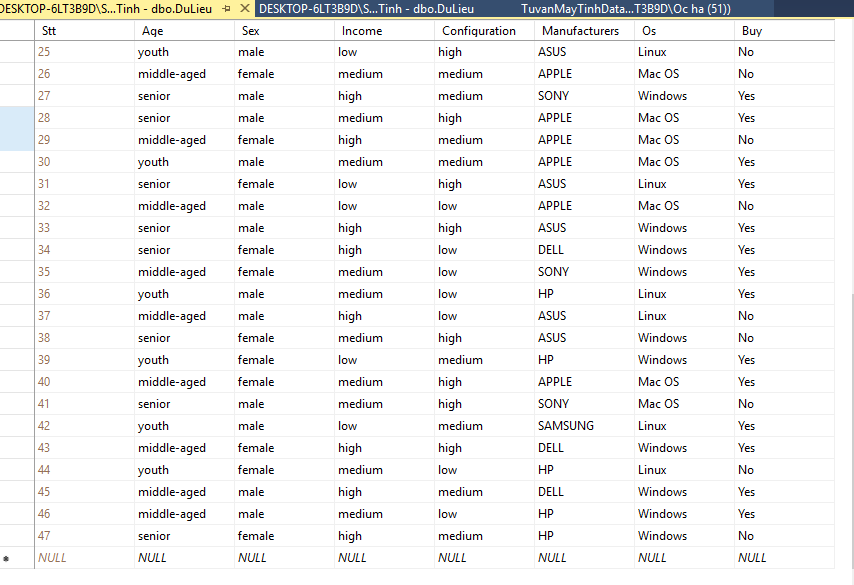 DESKTOP-6LT3B9D\S...Tinh - dbo.DuLieu DESKTOP-6LT3B9D\S...Tinh - dbo.DuLieu TuvanMayTinhData...T3B9D\Oc ha (51))
Stt Age Sex Income Configuration Manufacturers Os Buy
25 youth male low high ASUS Linux No
26 middle-aged female medium medium APPLE Mac OS No
27 senior male high medium SONY Windows Yes
28 senior male medium high APPLE Mac OS Yes
29 middle-aged female high medium APPLE Mac OS No
30 youth male medium medium APPLE Mac OS Yes
31 senior female low high ASUS Linux Yes
32 middle-aged male low low APPLE Mac OS No
33 senior male high high ASUS Windows Yes
34 senior female high low DELL Windows Yes
35 middle-aged female medium low SONY Windows Yes
36 youth male medium low HP Linux Yes
37 middle-aged male high low ASUS Linux No
38 senior female medium high ASUS Windows No
39 youth female low medium HP Windows Yes
40 middle-aged female medium high APPLE Mac OS Yes
41 senior male medium high SONY Mac OS No
42 youth male low medium SAMSUNG Linux Yes
43 middle-aged female high high DELL Windows Yes
44 youth female medium low HP Linux No
45 middle-aged male high medium DELL Windows Yes
46 middle-aged male medium low HP Windows Yes
47 senior female high medium HP Windows No
NULL NULL NULL NULL NULL NULL NULL NULL